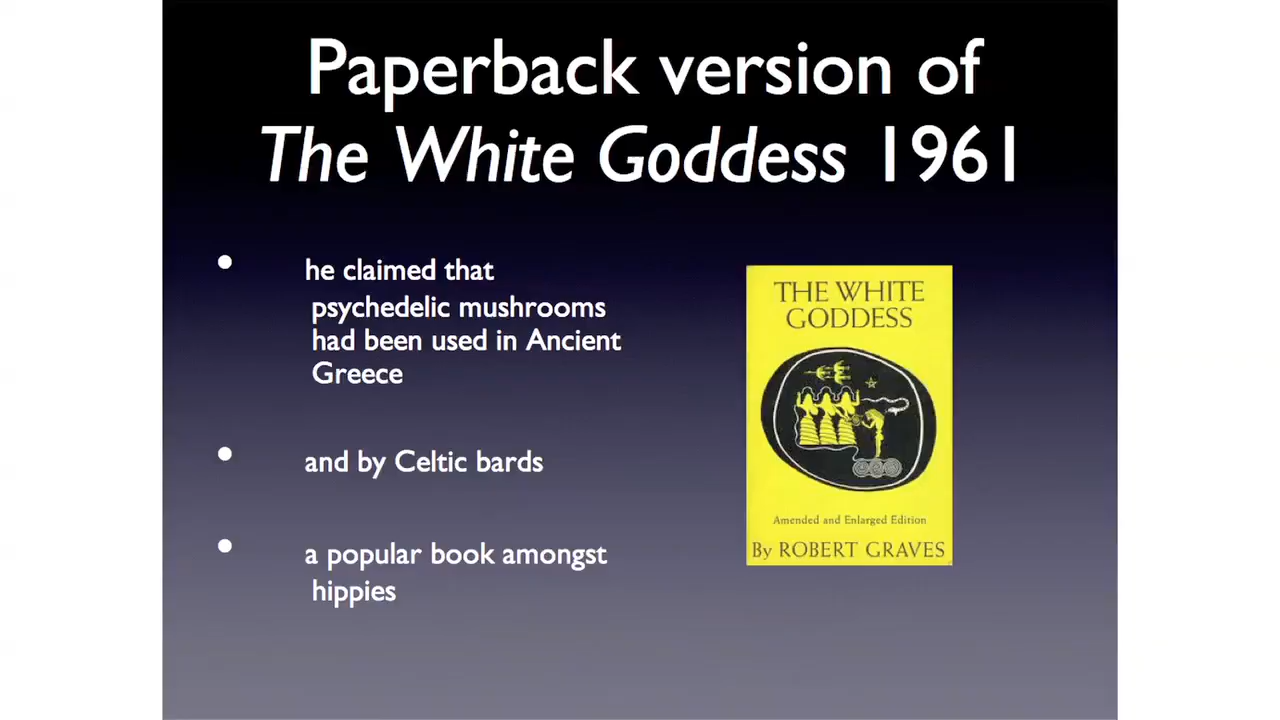 Paperback version of
The White Goddess 1961
• he claimed that
psychedelic mushrooms
had been used in Ancient
Greece
• and by Celtic bards
• a popular book amongst
hippies
THE WHITE
GODDESS
Amended and Enlarged Edition
By ROBERT GRAVES